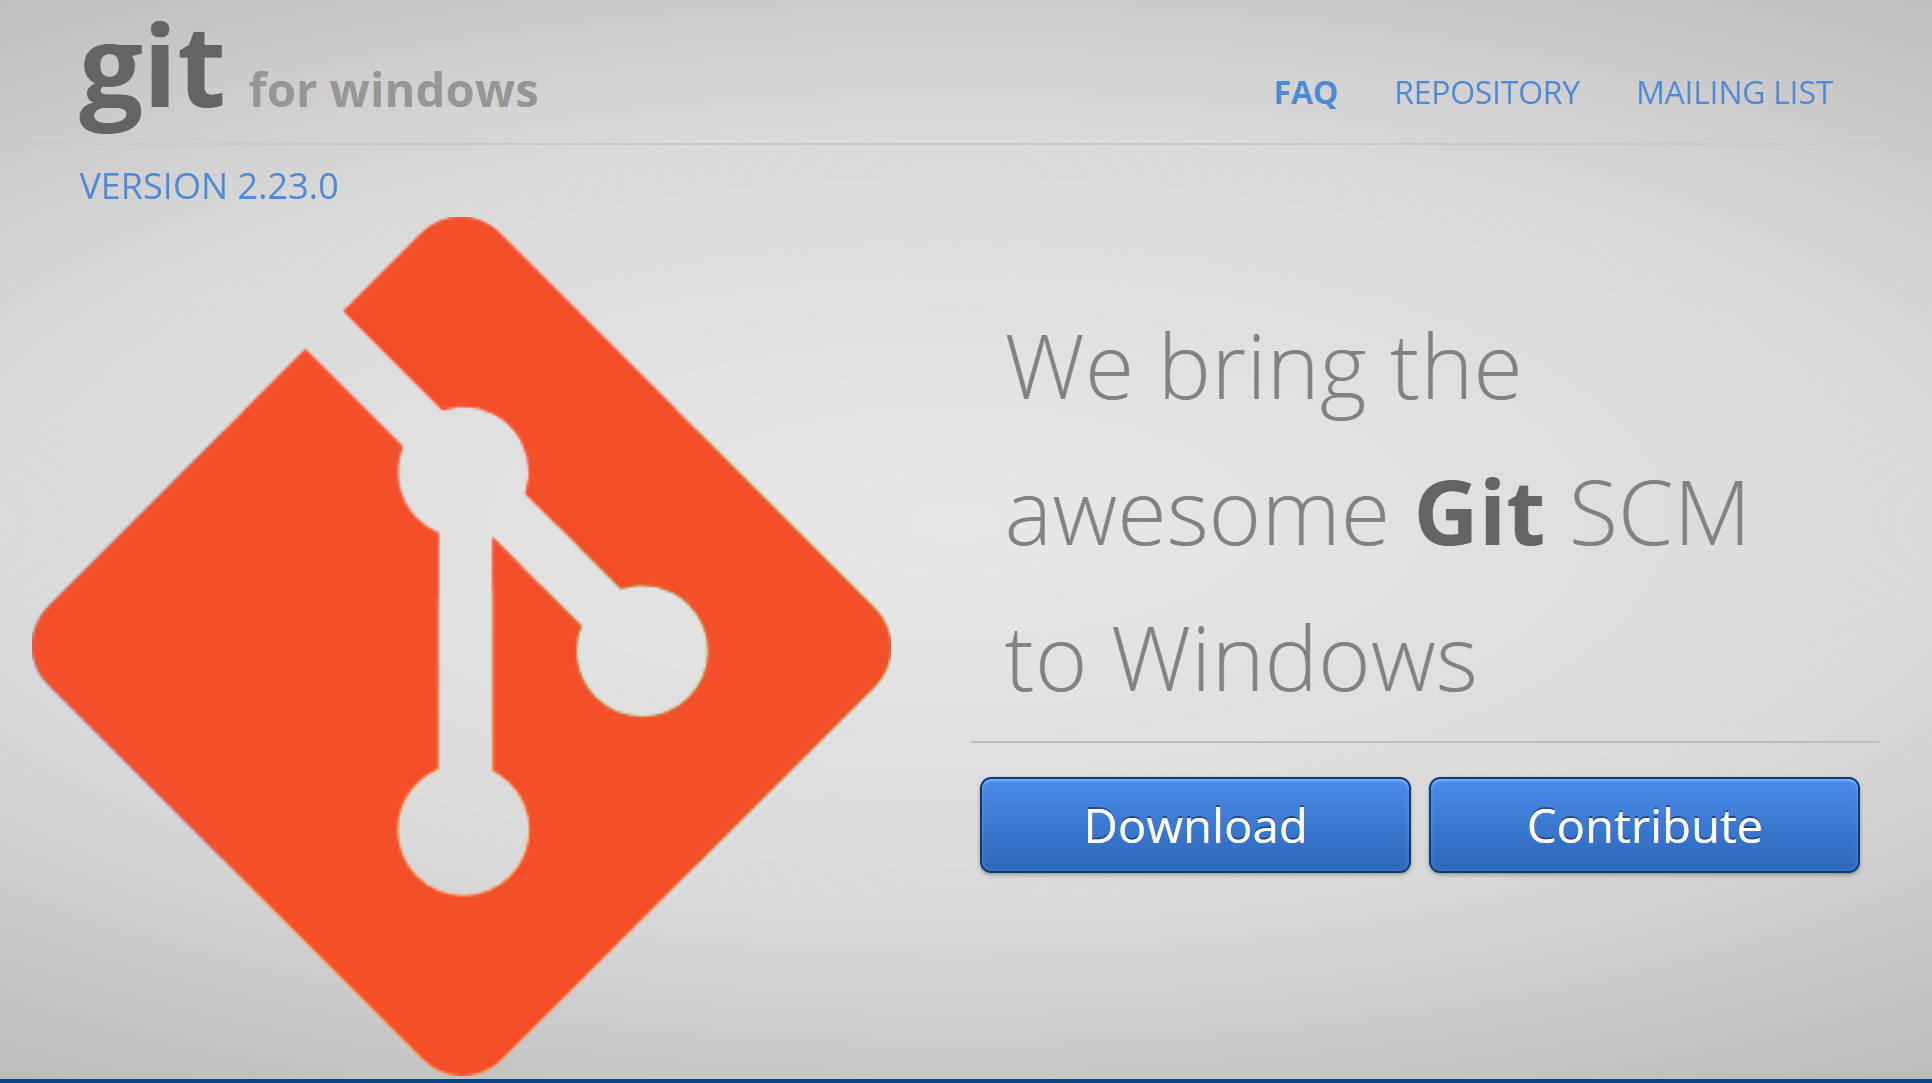 git for windows
FAQ REPOSITORY MAILING LIST
VERSION 2.23.0
We bring the
awesome Git SCM
to Windows
Download Contribute